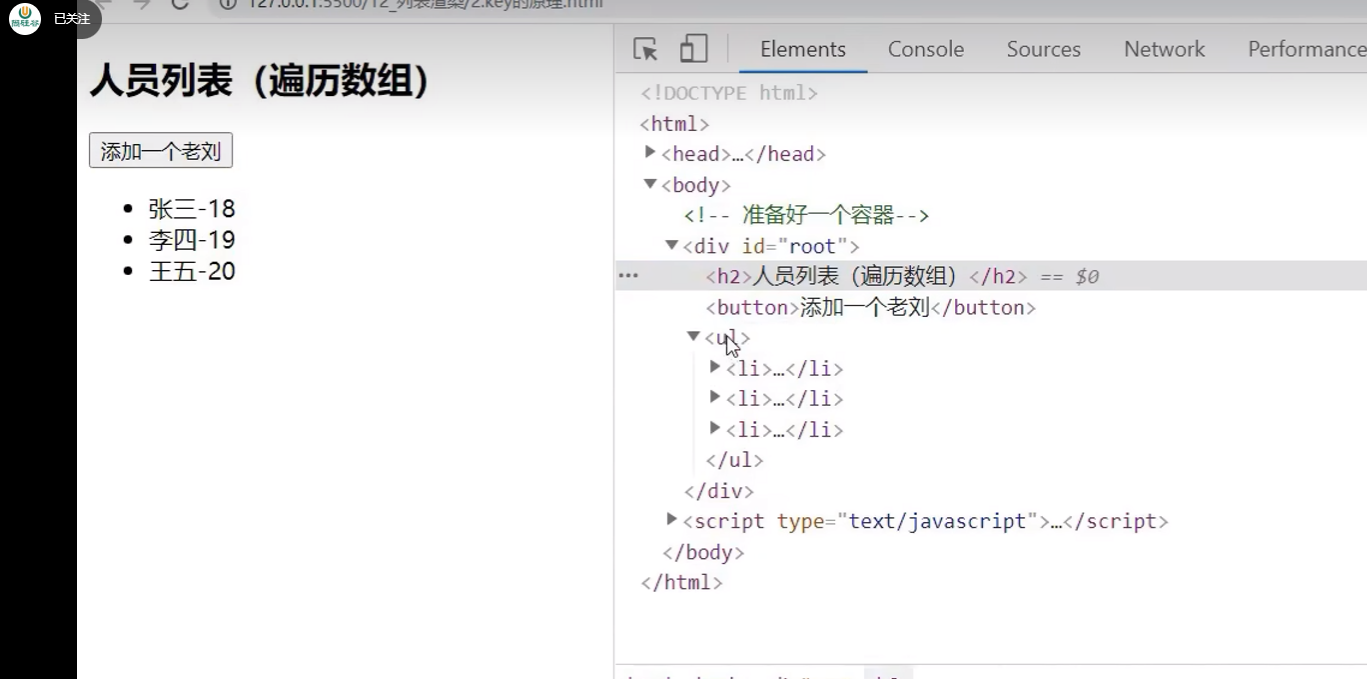 尚硅谷
已关注
127.0.0.1:5500/12_列表渲染/2.key的原理.html
人员列表（遍历数组）
添加一个老刘
张三-18
李四-19
王五-20
Elements Console Sources Network Performance
<!DOCTYPE html>
<html>
<head>…</head>
<body>
<!-- 准备好一个容器-->
<div id="root">
<h2>人员列表（遍历数组）</h2> == $0
<button>添加一个老刘</button>
<ul>
<li>…</li>
<li>…</li>
<li>…</li>
</ul>
</div>
<script type="text/javascript">…</script>
</body>
</html>